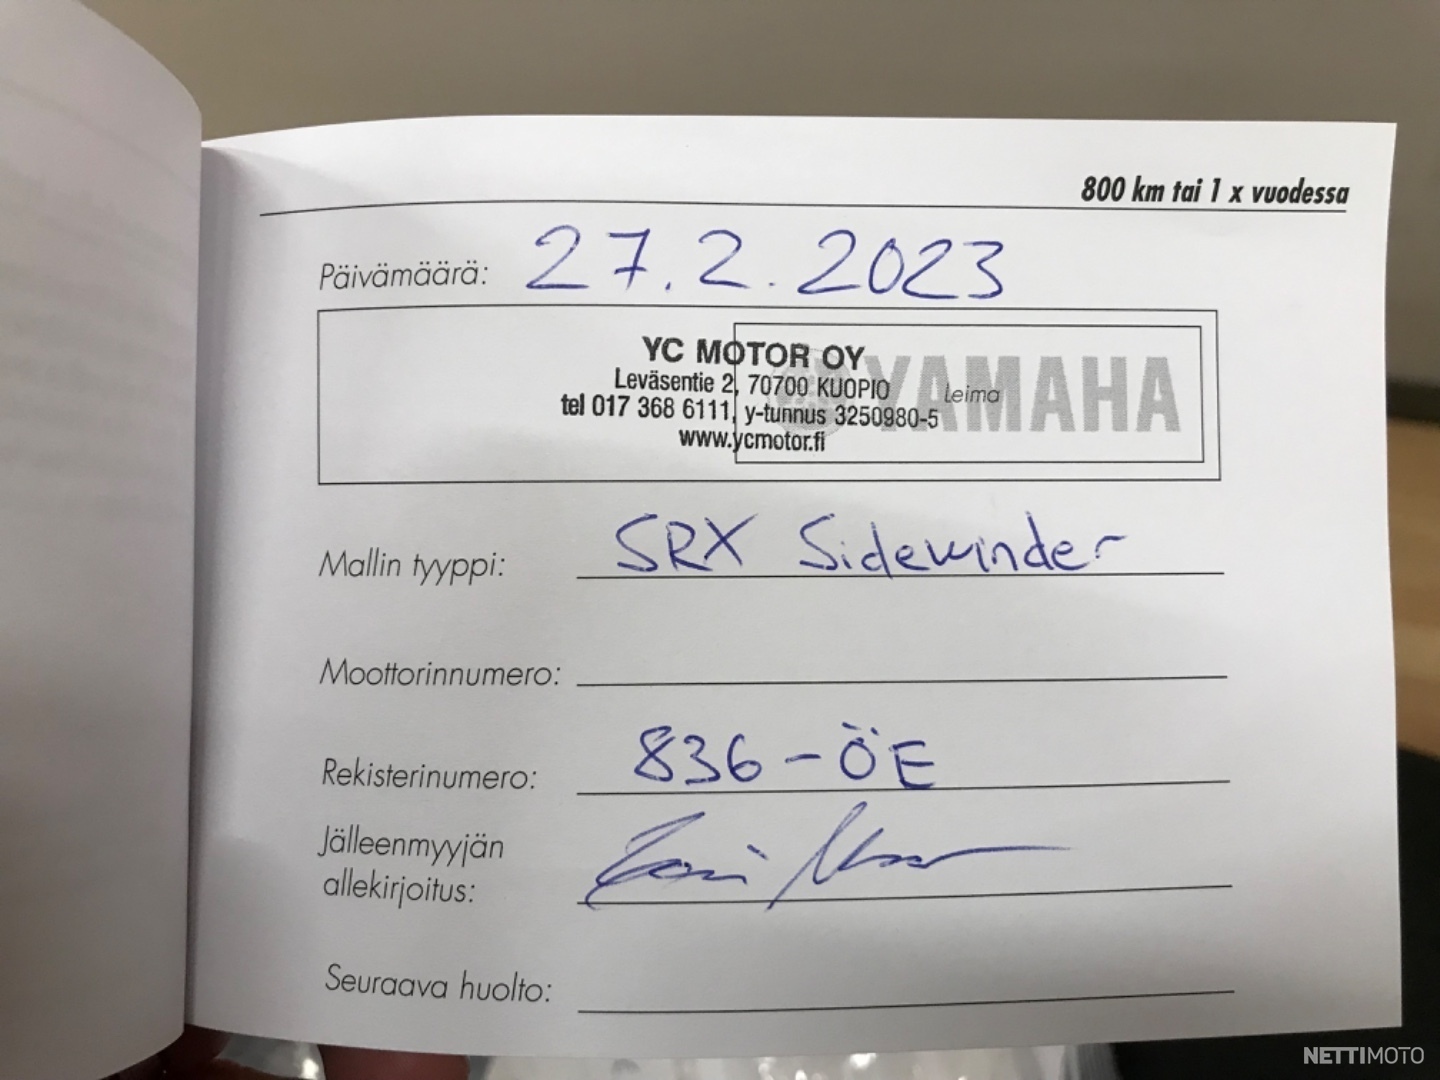 800 km tai 1 x vuodessa
Päivämäärä: 27.2.2023
YC MOTOR OY
Leväsentie 2, 70700 KUOPIO
tel 017 368 6111, y-tunnus 3250980-5
www.ycmotor.fi
Leima
YAMAHA
Mallin tyyppi: SRX Sidewinder
Moottorinnumero:
Rekisterinumero: 836-ÖE
Jälleenmyyjän
allekirjoitus:
Seuraava huolto:
NETTIMOTO